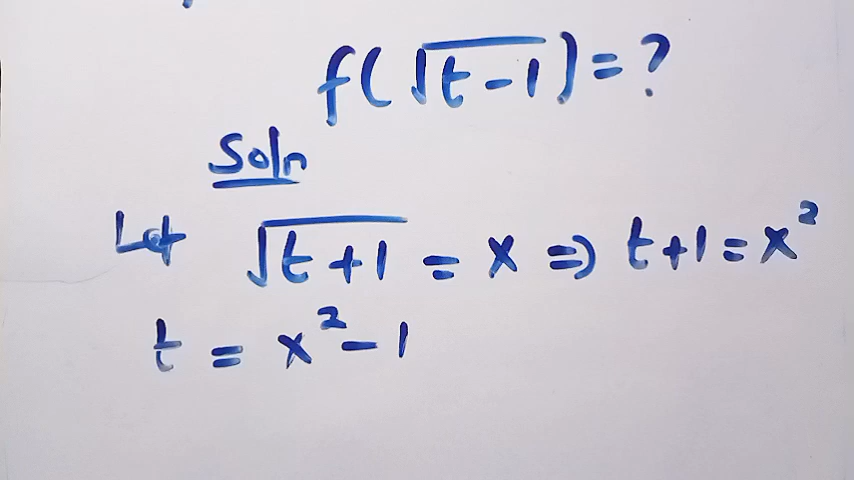 f(√(t-1))=?
Soln
Let √(t+1) = x ⇒ t+1=x²
t = x²-1